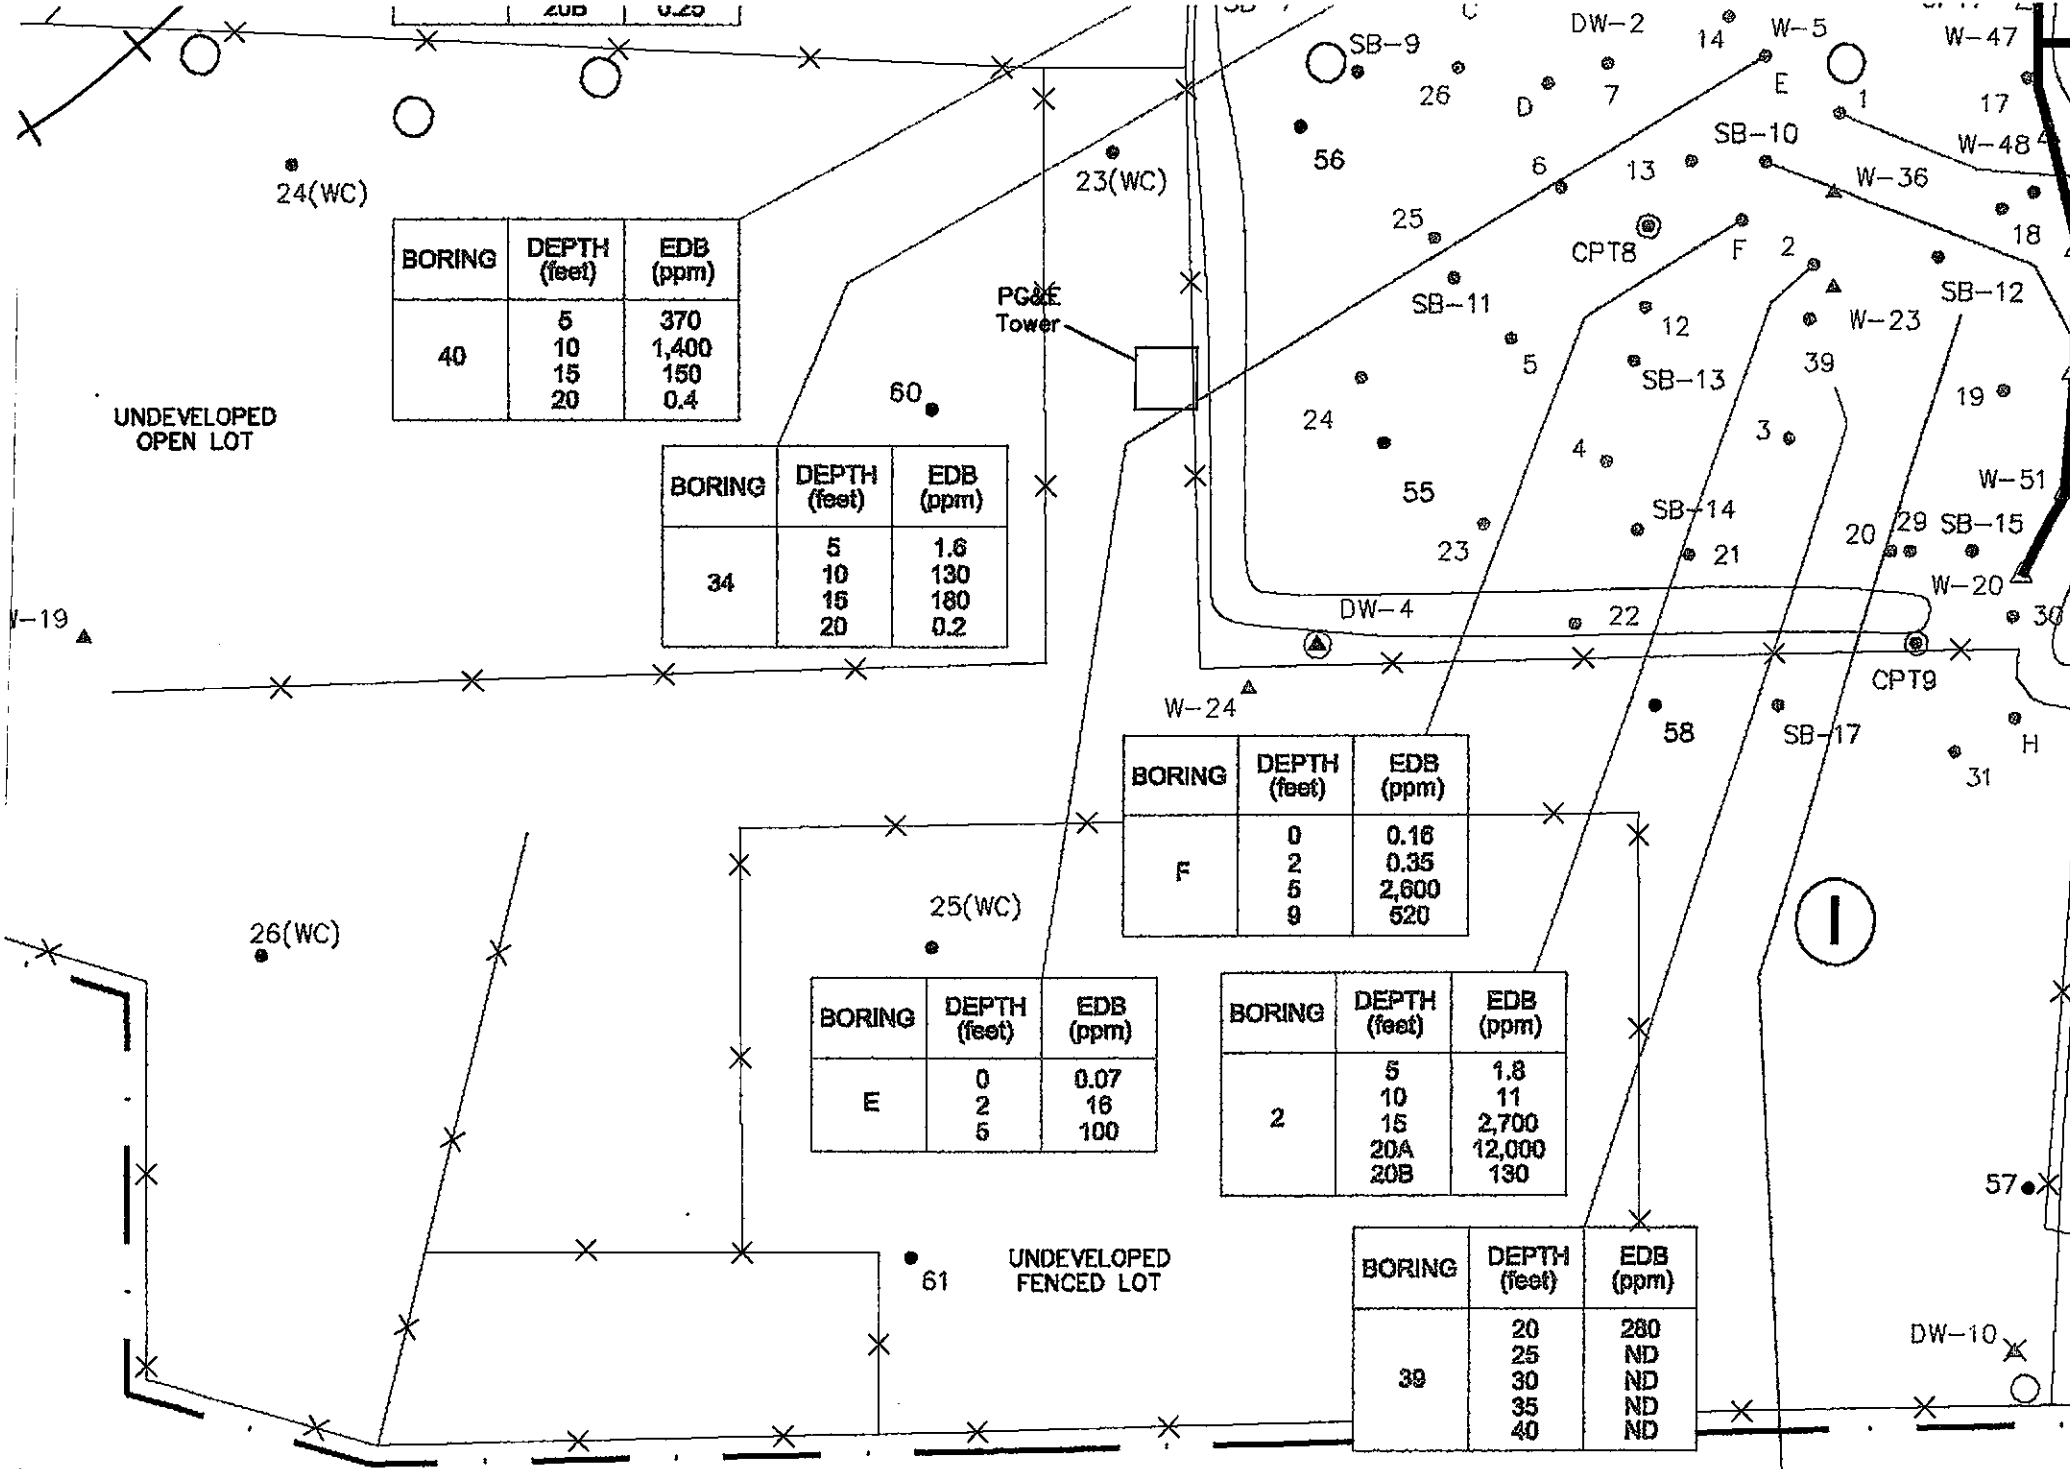 20B 0.25
SB-9
C
DW-2
14
W-5
W-47
26
D
7
E
1
17
56
SB-10
W-48
24(WC)
23(WC)
6
13
W-36
25
CPT8
F
2
18
BORING DEPTH (feet) EDB (ppm)
40
5 370
10 1,400
15 150
20 0.4
PG&E
Tower
SB-11
12
W-23
SB-12
5
SB-13
39
UNDEVELOPED
OPEN LOT
60
24
4
3
19
BORING DEPTH (feet) EDB (ppm)
34
5 1.6
10 130
15 180
20 0.2
55
SB-14
W-51
23
21
20
29
SB-15
W-19
DW-4
22
W-20
30
W-24
CPT9
58
SB-17
H
31
BORING DEPTH (feet) EDB (ppm)
F
0 0.16
2 0.35
5 2,600
9 520
26(WC)
25(WC)
I
BORING DEPTH (feet) EDB (ppm)
E
0 0.07
2 16
5 100
BORING DEPTH (feet) EDB (ppm)
2
5 1.8
10 11
15 2,700
20A 12,000
20B 130
57
61
UNDEVELOPED
FENCED LOT
BORING DEPTH (feet) EDB (ppm)
39
20 280
25 ND
30 ND
35 ND
40 ND
DW-10